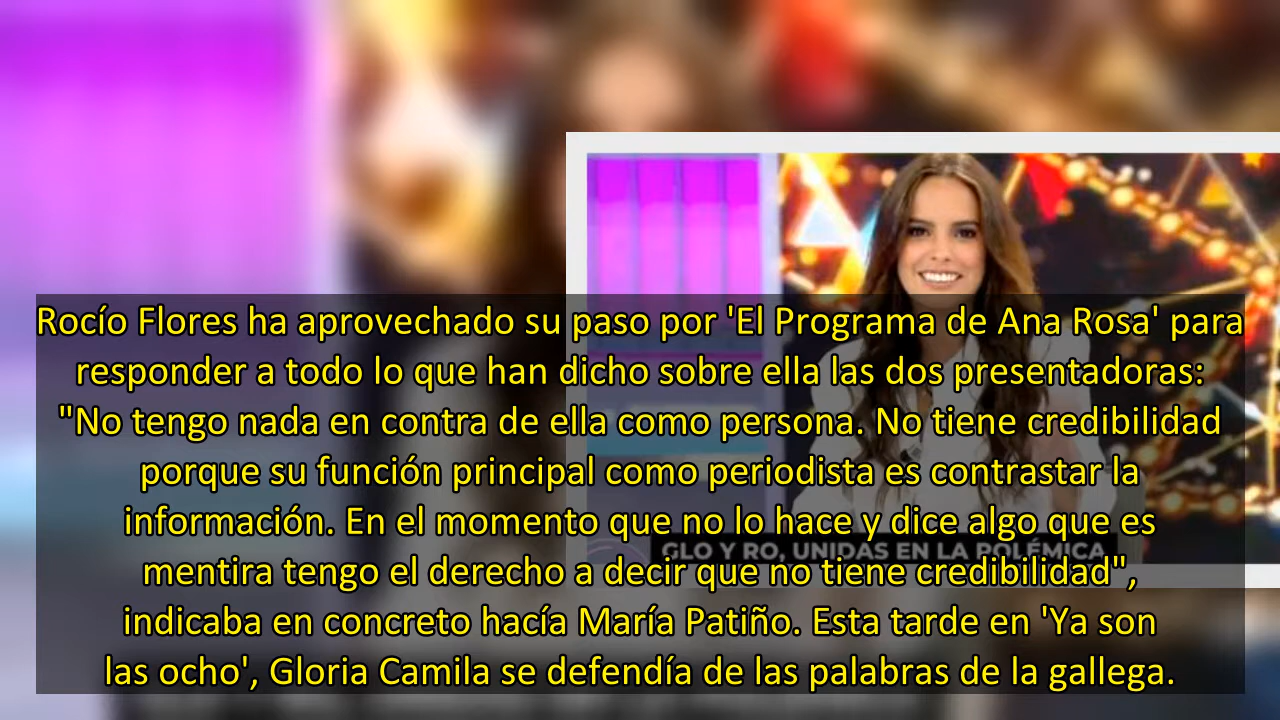 Rocío Flores ha aprovechado su paso por 'El Programa de Ana Rosa' para
responder a todo lo que han dicho sobre ella las dos presentadoras:
"No tengo nada en contra de ella como persona. No tiene credibilidad
porque su función principal como periodista es contrastar la
información. En el momento que no lo hace y dice algo que es
GLO Y RO, UNIDAS EN LA POLÉMICA
mentira tengo el derecho a decir que no tiene credibilidad",
indicaba en concreto hacía María Patiño. Esta tarde en 'Ya son
las ocho', Gloria Camila se defendía de las palabras de la gallega.